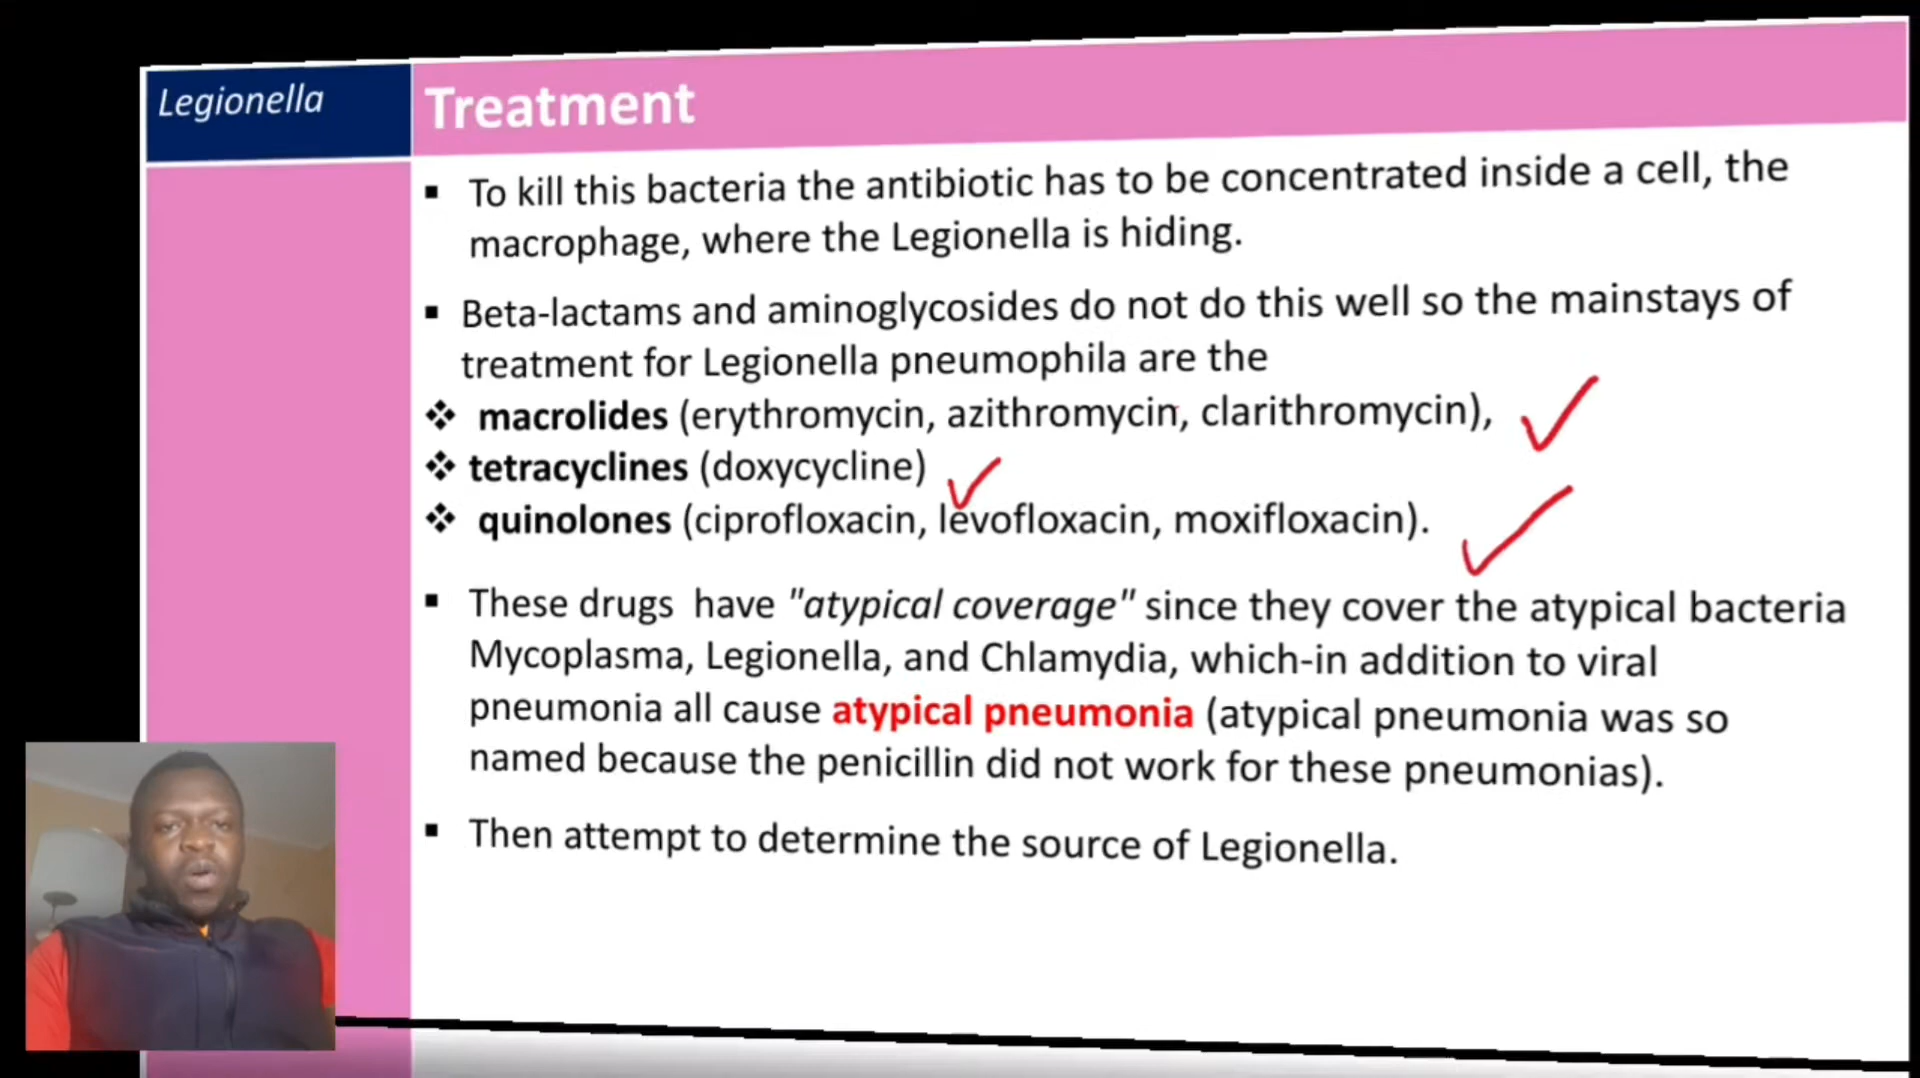 Legionella
Treatment
▪ To kill this bacteria the antibiotic has to be concentrated inside a cell, the
macrophage, where the Legionella is hiding.
▪ Beta-lactams and aminoglycosides do not do this well so the mainstays of
treatment for Legionella pneumophila are the
❖ macrolides (erythromycin, azithromycin, clarithromycin),
❖ tetracyclines (doxycycline)
❖ quinolones (ciprofloxacin, levofloxacin, moxifloxacin).
▪ These drugs have "atypical coverage" since they cover the atypical bacteria
Mycoplasma, Legionella, and Chlamydia, which-in addition to viral
pneumonia all cause atypical pneumonia (atypical pneumonia was so
named because the penicillin did not work for these pneumonias).
▪ Then attempt to determine the source of Legionella.